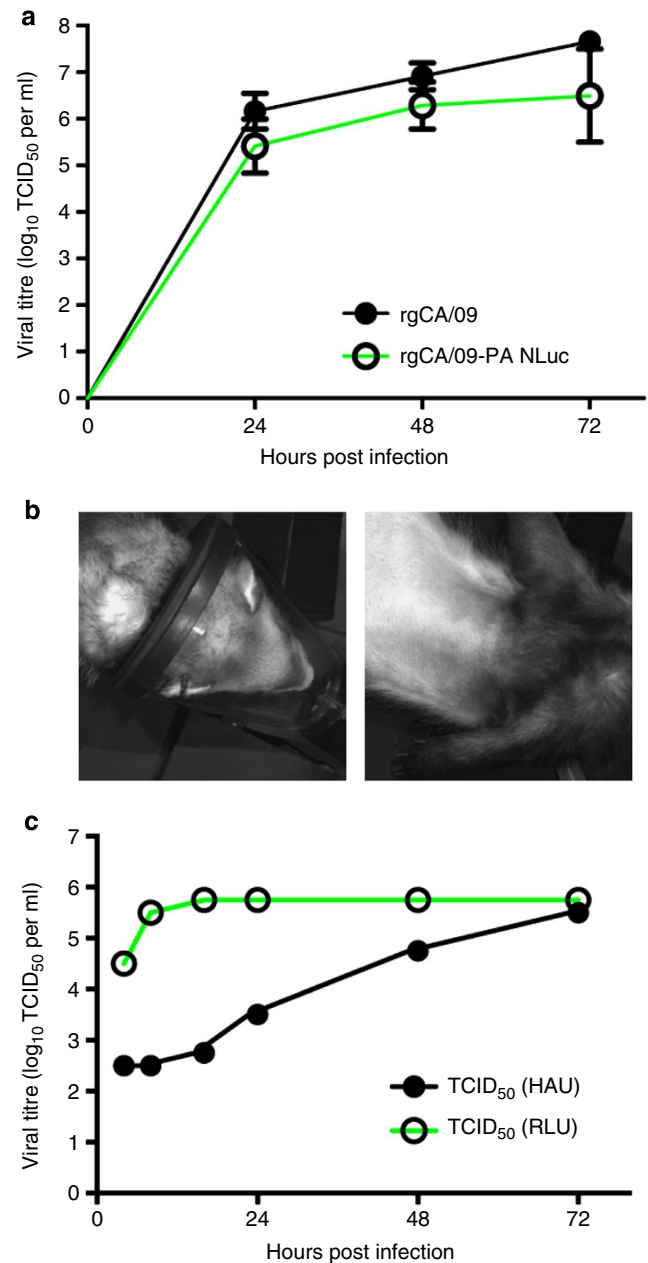 a
Viral titre (log10 TCID50 per ml)
8
7
6
5
4
3
2
1
0
rgCA/09
rgCA/09-PA NLuc
0 24 48 72
Hours post infection
b
c
Viral titre (log10 TCID50 per ml)
7
6
5
4
3
2
1
0
TCID50 (HAU)
TCID50 (RLU)
0 24 48 72
Hours post infection